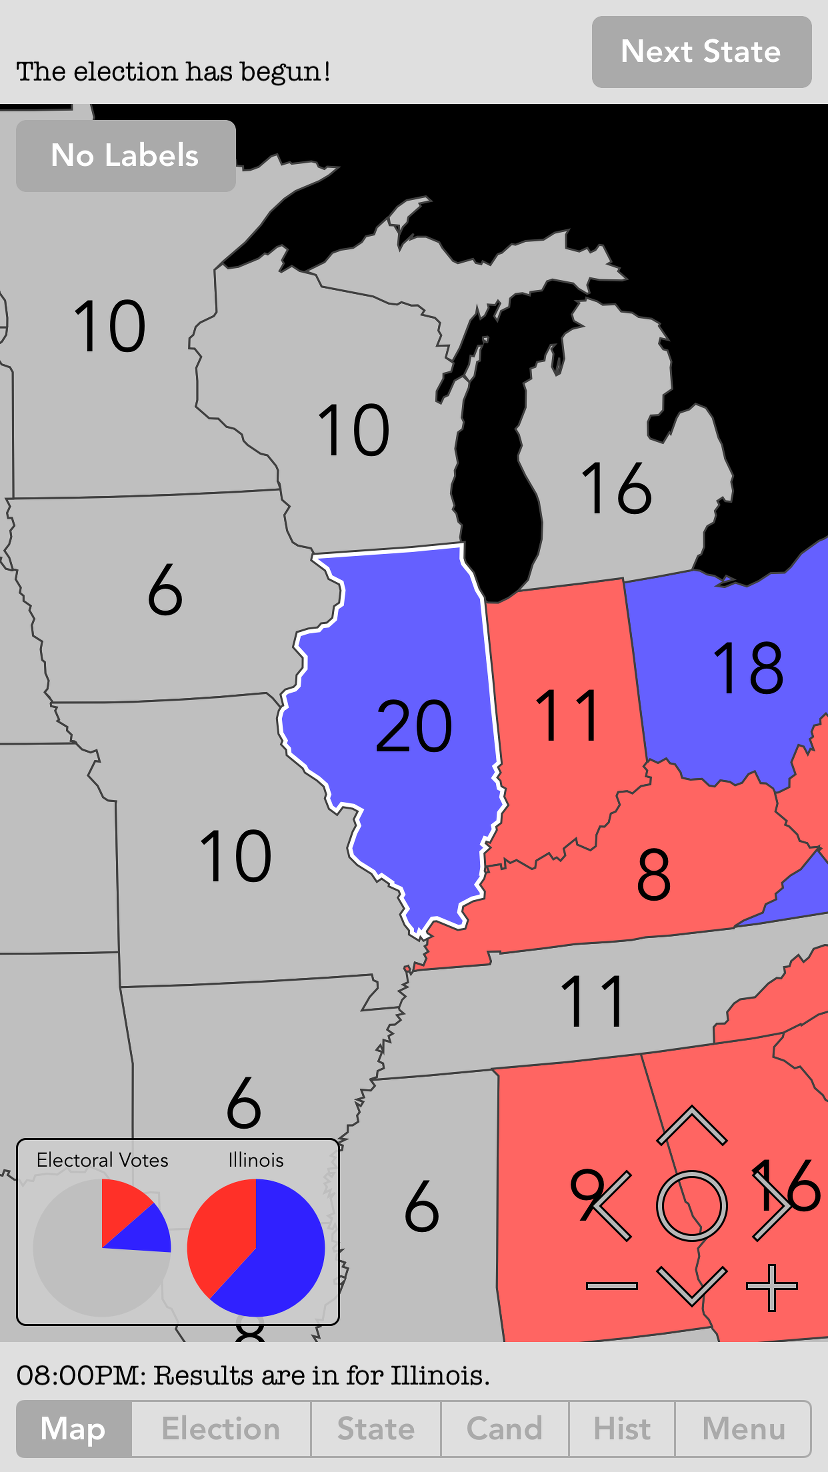 The election has begun!
Next State
No Labels
10
10
16
6
18
20
11
10
8
11
6
9
16
6
8
Electoral Votes
Illinois
08:00PM: Results are in for Illinois.
Map
Election
State
Cand
Hist
Menu